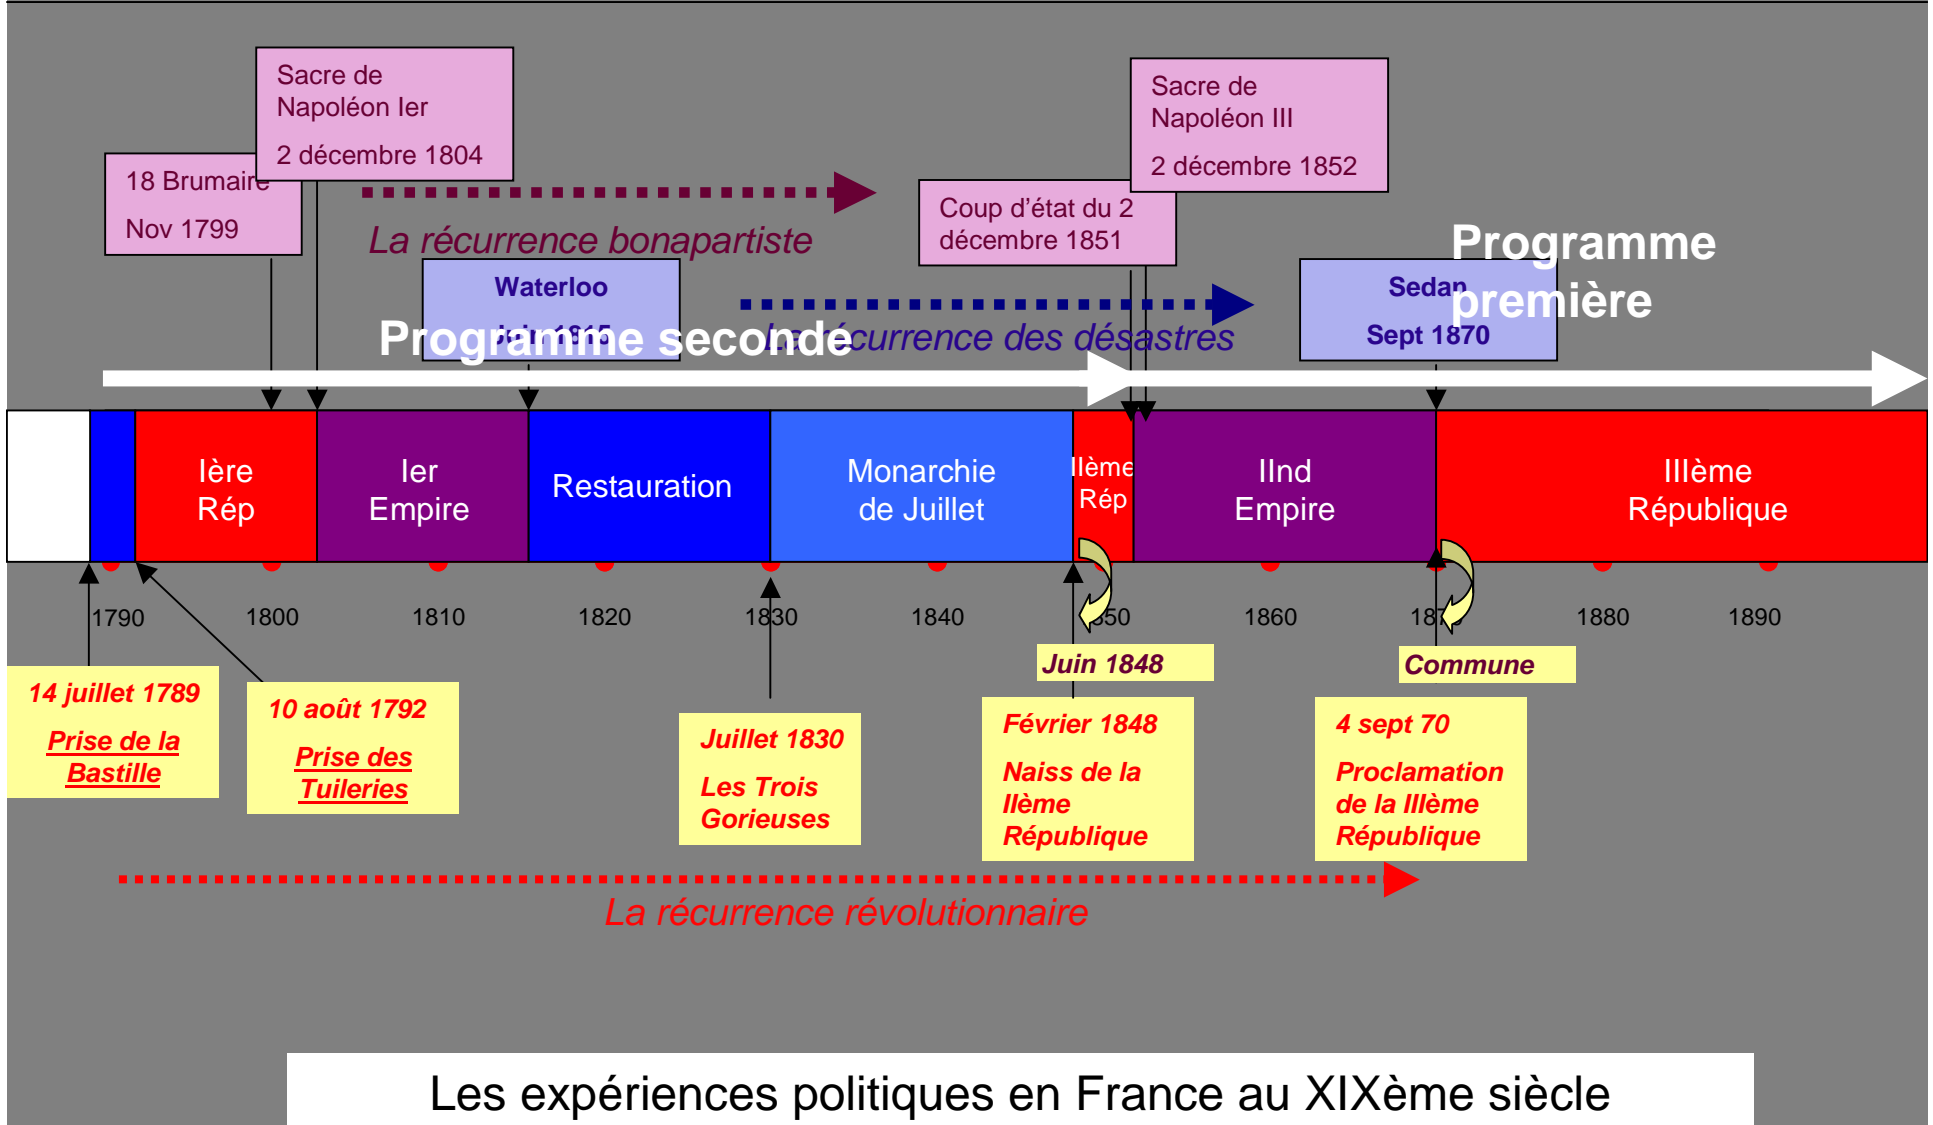 Sacre de
Napoléon Ier
2 décembre 1804
Sacre de
Napoléon III
2 décembre 1852
18 Brumaire
Nov 1799
Coup d'état du 2
décembre 1851
La récurrence bonapartiste
Programme
première
Waterloo
Juin 1815
Sedan
Sept 1870
La récurrence des désastres
Programme seconde
Ière
Rép
Ier
Empire
Restauration
Monarchie
de Juillet
IIème
Rép
IInd
Empire
IIIème
République
1790
1800
1810
1820
1830
1840
1850
1860
1870
1880
1890
Juin 1848
Commune
14 juillet 1789
Prise de la
Bastille
10 août 1792
Prise des
Tuileries
Juillet 1830
Les Trois
Gorieuses
Février 1848
Naiss de la
IIème
République
4 sept 70
Proclamation
de la IIIème
République
La récurrence révolutionnaire
Les expériences politiques en France au XIXème siècle